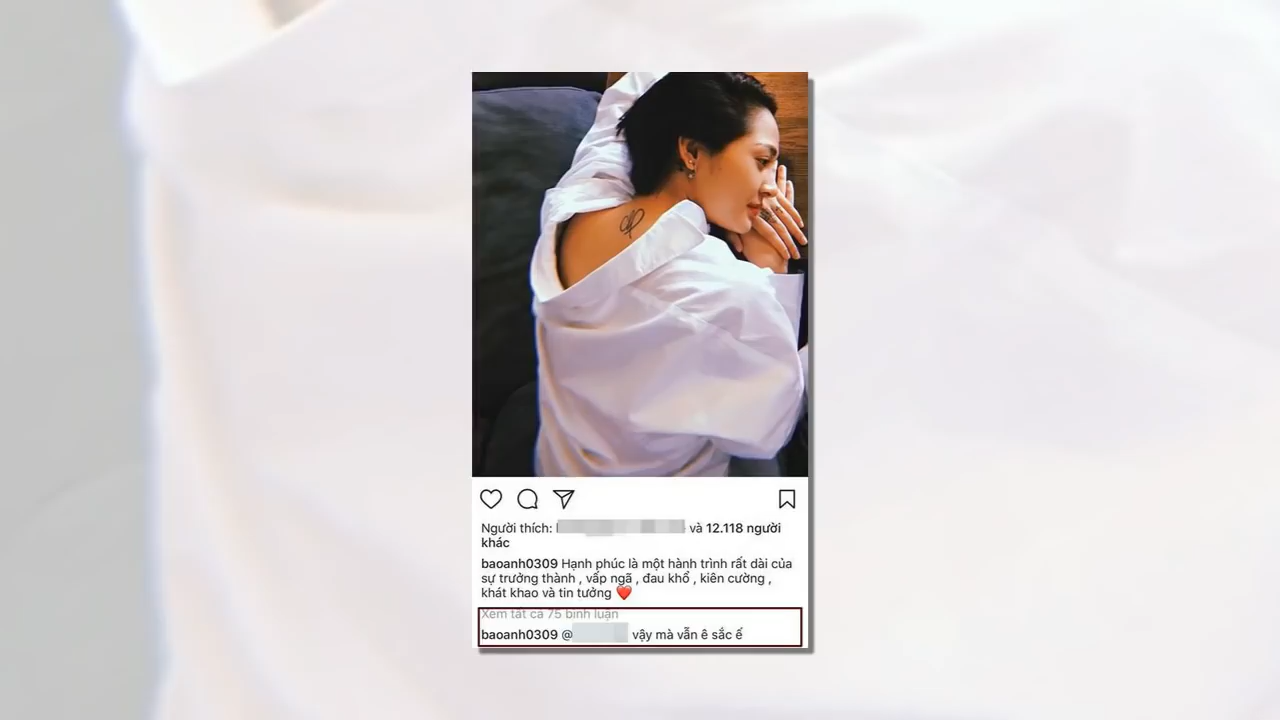 Người thích: và 12.118 người
khác
baoanh0309 Hạnh phúc là một hành trình rất dài của
sự trưởng thành , vấp ngã , đau khổ , kiên cường ,
khát khao và tin tưởng ❤️
Xem tất cả 75 bình luận
baoanh0309 @ vậy mà vẫn ê sắc ế